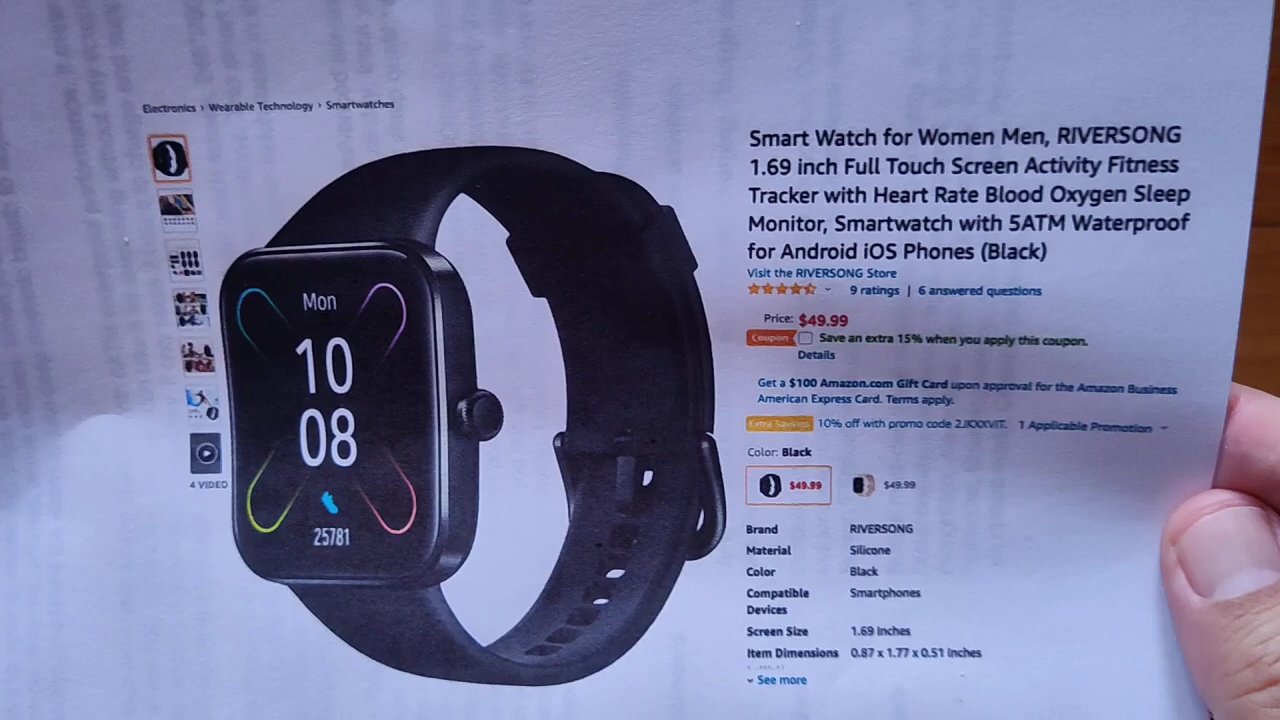 Electronics › Wearable Technology › Smartwatches
Smart Watch for Women Men, RIVERSONG
1.69 inch Full Touch Screen Activity Fitness
Tracker with Heart Rate Blood Oxygen Sleep
Monitor, Smartwatch with 5ATM Waterproof
for Android iOS Phones (Black)
Visit the RIVERSONG Store
9 ratings | 6 answered questions
Price: $49.99
Coupon Save an extra 15% when you apply this coupon.
Details
Get a $100 Amazon.com Gift Card upon approval for the Amazon Business
American Express Card. Terms apply.
Extra Savings 10% off with promo code 1 Applicable Promotion
Color: Black
$49.99 $49.99
Brand RIVERSONG
Material Silicone
Color Black
Compatible Smartphones
Devices
Screen Size 1.69 Inches
Item Dimensions 0.87 x 1.77 x 0.51 Inches
See more
4 VIDEO
Mon
10
08
25781